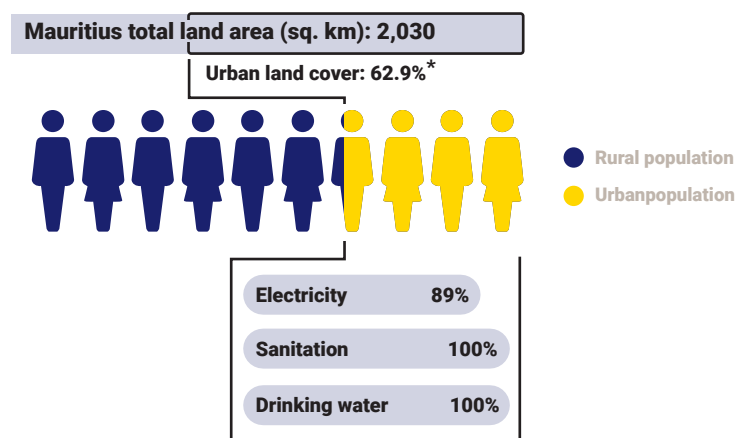 Mauritius total land area (sq. km): 2,030
Urban land cover: 62.9%*
Rural population
Urbanpopulation
Electricity 89%
Sanitation 100%
Drinking water 100%